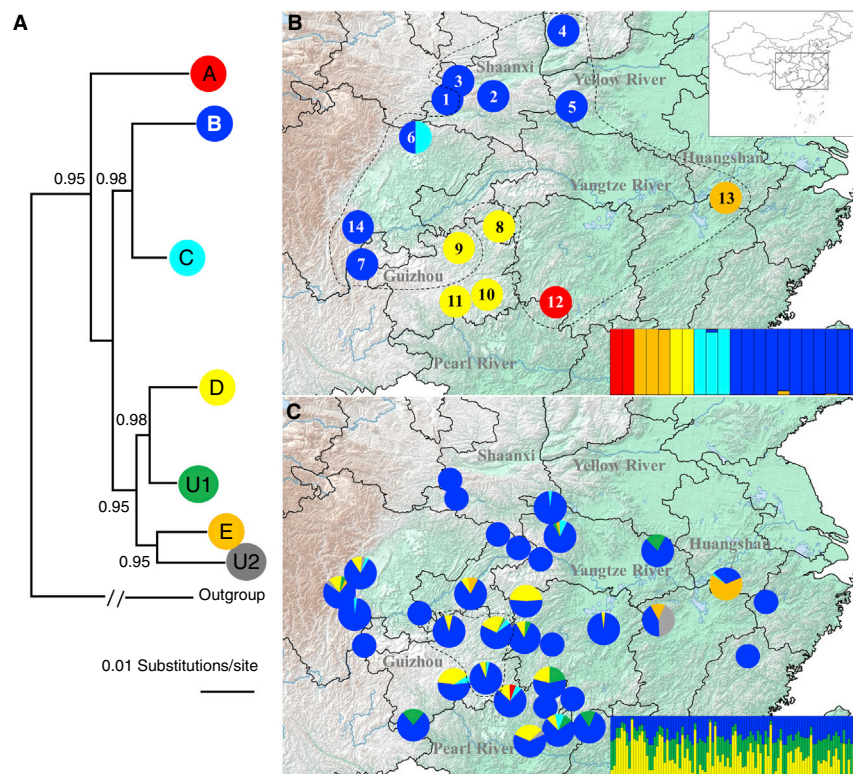 A
A
B
0.95
0.98
C
D
0.98
U1
0.95
E
0.95
U2
//
Outgroup
0.01 Substitutions/site
B
4
Shaanxi
3
Yellow River
1
2
5
6
Huangshan
Yangtze River
13
14
8
9
7
Guizhou
11
10
12
Pearl River
C
Shaanxi
Yellow River
Huangshan
Yangtze River
Guizhou
Pearl River